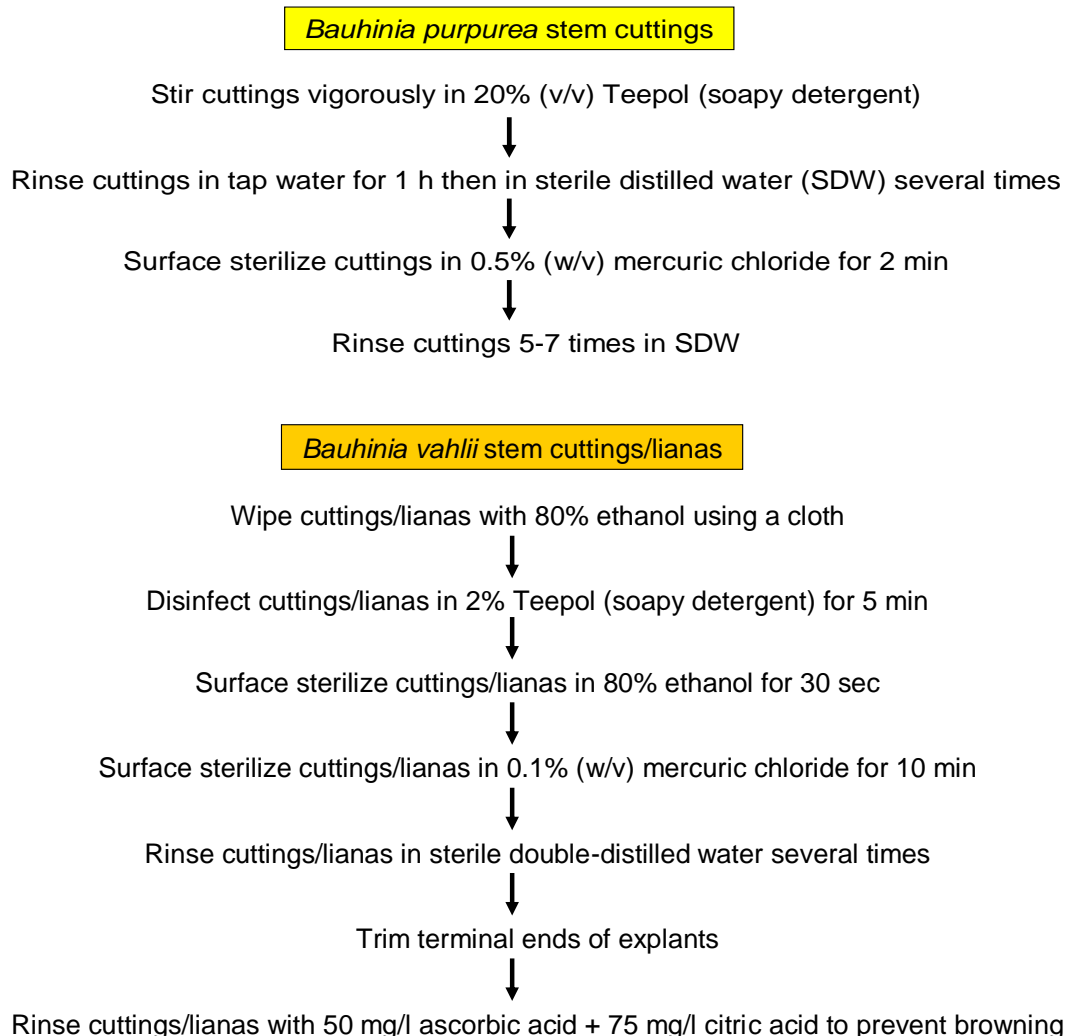 Bauhinia purpurea stem cuttings
Stir cuttings vigorously in 20% (v/v) Teepol (soapy detergent)
Rinse cuttings in tap water for 1 h then in sterile distilled water (SDW) several times
Surface sterilize cuttings in 0.5% (w/v) mercuric chloride for 2 min
Rinse cuttings 5-7 times in SDW
Bauhinia vahlii stem cuttings/lianas
Wipe cuttings/lianas with 80% ethanol using a cloth
Disinfect cuttings/lianas in 2% Teepol (soapy detergent) for 5 min
Surface sterilize cuttings/lianas in 80% ethanol for 30 sec
Surface sterilize cuttings/lianas in 0.1% (w/v) mercuric chloride for 10 min
Rinse cuttings/lianas in sterile double-distilled water several times
Trim terminal ends of explants
Rinse cuttings/lianas with 50 mg/l ascorbic acid + 75 mg/l citric acid to prevent browning